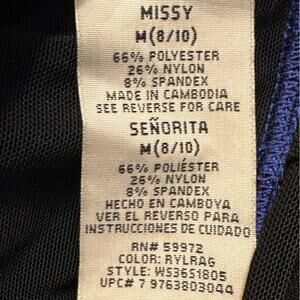 MISSY
M(8/10)
66% POLYESTER
26% NYLON
8% SPANDEX
MADE IN CAMBODIA
SEE REVERSE FOR CARE
SEÑORITA
M(8/10)
66% POLIÉSTER
26% NYLON
8% SPANDEX
HECHO EN CAMBOYA
VER EL REVERSO PARA
INSTRUCCIONES DE CUIDADO
RN# 59972
COLOR: RYLRAG
STYLE: WS36S1805
UPC# 7 9763803044